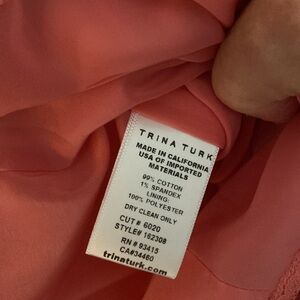 TRINA TURK
MADE IN CALIFORNIA
USA OF IMPORTED
MATERIALS
99% COTTON
1% SPANDEX
LINING:
100% POLYESTER
DRY CLEAN ONLY
CUT# 6020
STYLE# 162308
RN # 93415
CA# 34460
trinaturk.com